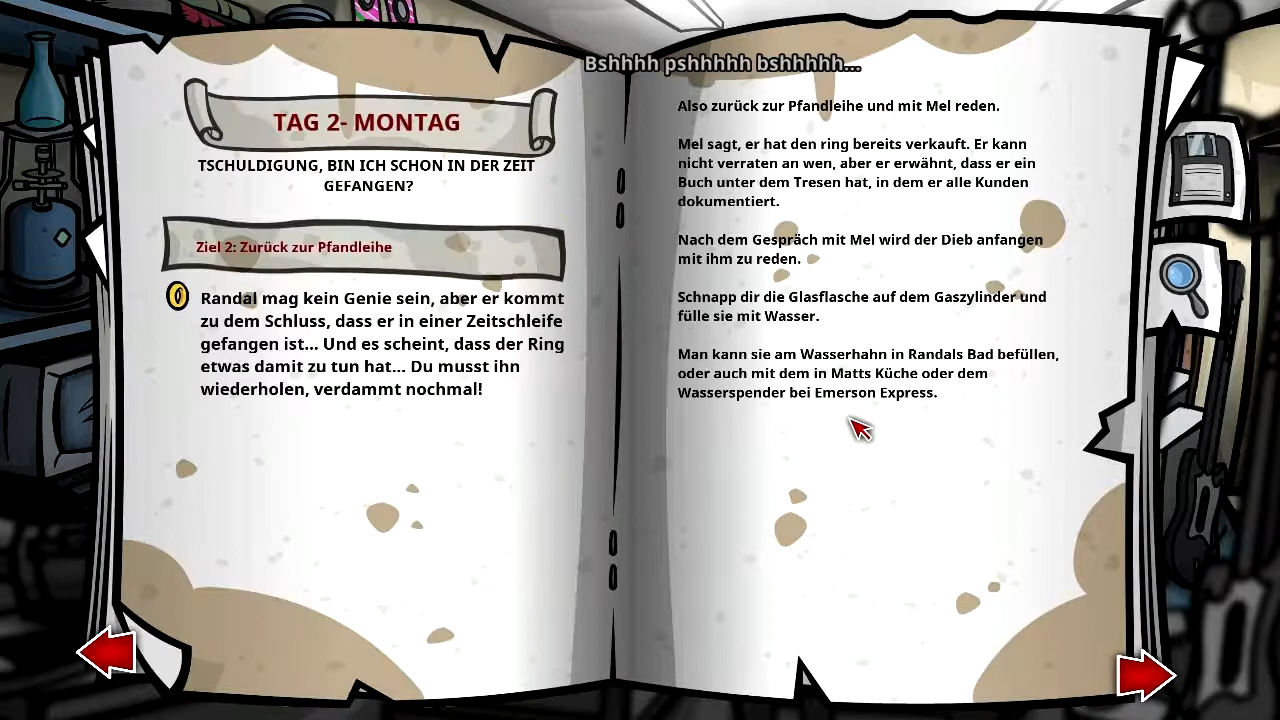 Bshhhh pshhhhh bshhhhh...
TAG 2- MONTAG
TSCHULDIGUNG, BIN ICH SCHON IN DER ZEIT
GEFANGEN?
Ziel 2: Zurück zur Pfandleihe
Randal mag kein Genie sein, aber er kommt
zu dem Schluss, dass er in einer Zeitschleife
gefangen ist... Und es scheint, dass der Ring
etwas damit zu tun hat... Du musst ihn
wiederholen, verdammt nochmal!
Also zurück zur Pfandleihe und mit Mel reden.
Mel sagt, er hat den ring bereits verkauft. Er kann
nicht verraten an wen, aber er erwähnt, dass er ein
Buch unter dem Tresen hat, in dem er alle Kunden
dokumentiert.
Nach dem Gespräch mit Mel wird der Dieb anfangen
mit ihm zu reden.
Schnapp dir die Glasflasche auf dem Gaszylinder und
fülle sie mit Wasser.
Man kann sie am Wasserhahn in Randals Bad befüllen,
oder auch mit dem in Matts Küche oder dem
Wasserspender bei Emerson Express.